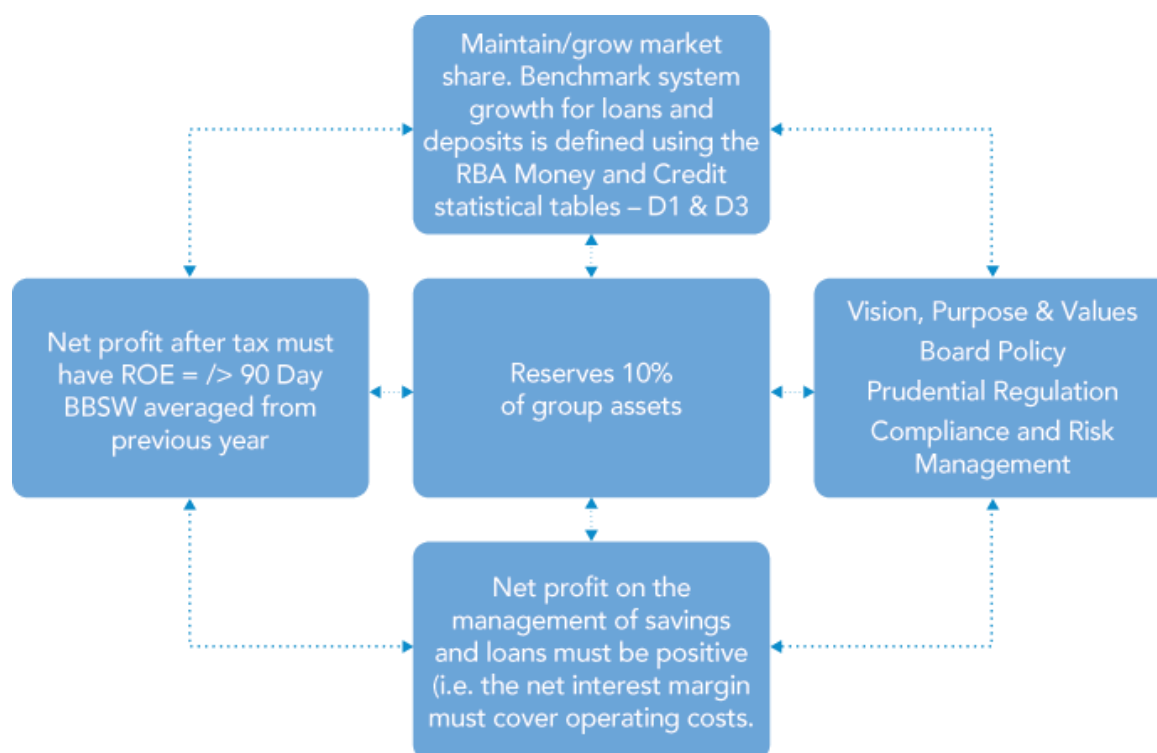 Maintain/grow market
share. Benchmark system
growth for loans and
deposits is defined using the
RBA Money and Credit
statistical tables – D1 & D3
Net profit after tax must
have ROE = /> 90 Day
BBSW averaged from
previous year
Reserves 10%
of group assets
Vision, Purpose & Values
Board Policy
Prudential Regulation
Compliance and Risk
Management
Net profit on the
management of savings
and loans must be positive
(i.e. the net interest margin
must cover operating costs.